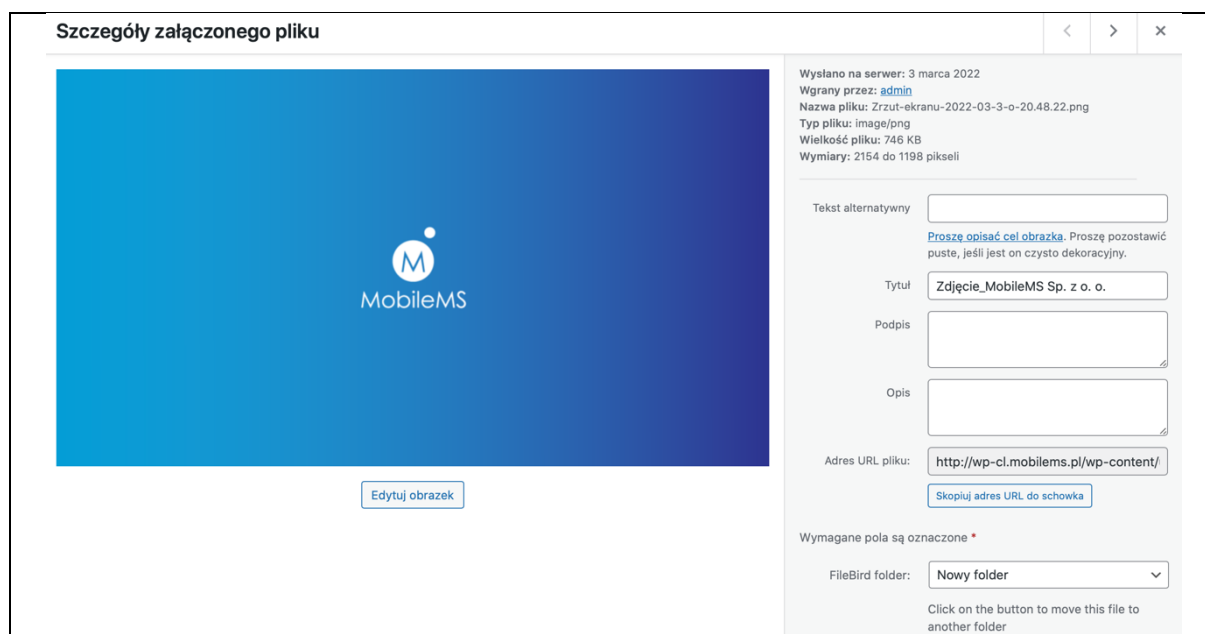 Szczegóły załączonego pliku
M
MobileMS
Edytuj obrazek
Wysłano na serwer: 3 marca 2022
Wgrany przez: admin
Nazwa pliku: Zrzut-ekranu-2022-03-3-o-20.48.22.png
Typ pliku: image/png
Wielkość pliku: 746 KB
Wymiary: 2154 do 1198 pikseli
Tekst alternatywny
Proszę opisać cel obrazka. Proszę pozostawić
puste, jeśli jest on czysto dekoracyjny.
Tytuł Zdjęcie_MobileMS Sp. z o. o.
Podpis
Opis
Adres URL pliku: http://wp-cl.mobilems.pl/wp-content/
Skopiuj adres URL do schowka
Wymagane pola są oznaczone *
FileBird folder: Nowy folder
Click on the button to move this file to
another folder